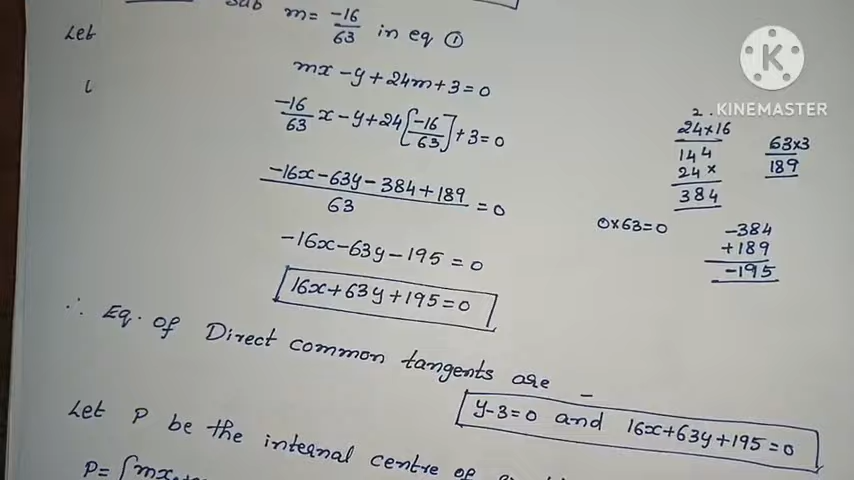 Sub m = -16/63 in eq ①
Let
mx - y + 24m + 3 = 0
-16/63 x - y + 24[-16/63] + 3 = 0
-16x - 63y - 384 + 189 / 63 = 0
-16x - 63y - 195 = 0
16x + 63y + 195 = 0
∴ Eq. of Direct common tangents are -
y - 3 = 0 and 16x + 63y + 195 = 0
Let P be the internal centre of
P = [mx
KINEMASTER
2.
24 × 16
144
24 ×
384
63 × 3
189
0 × 63 = 0
-384
+189
-195